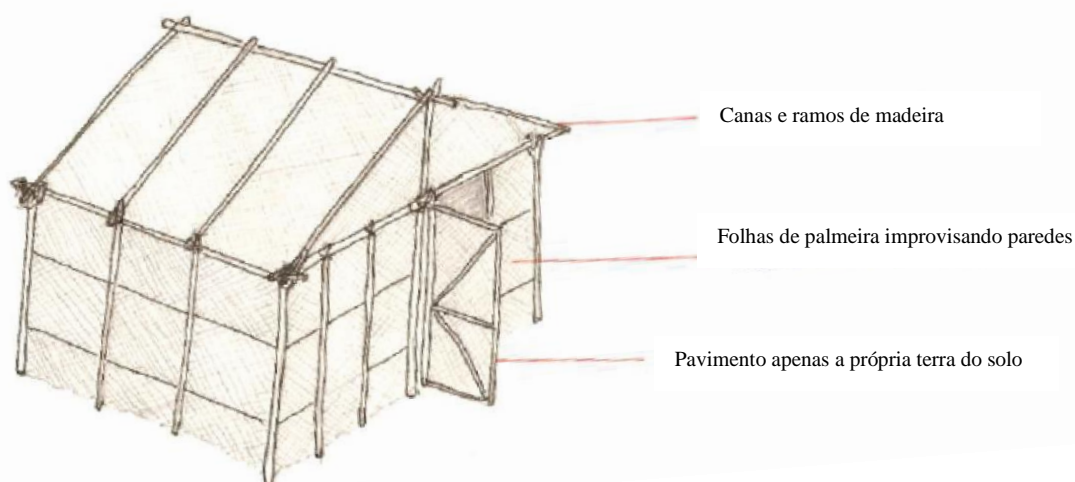 Canas e ramos de madeira
Folhas de palmeira improvisando paredes
Pavimento apenas a própria terra do solo